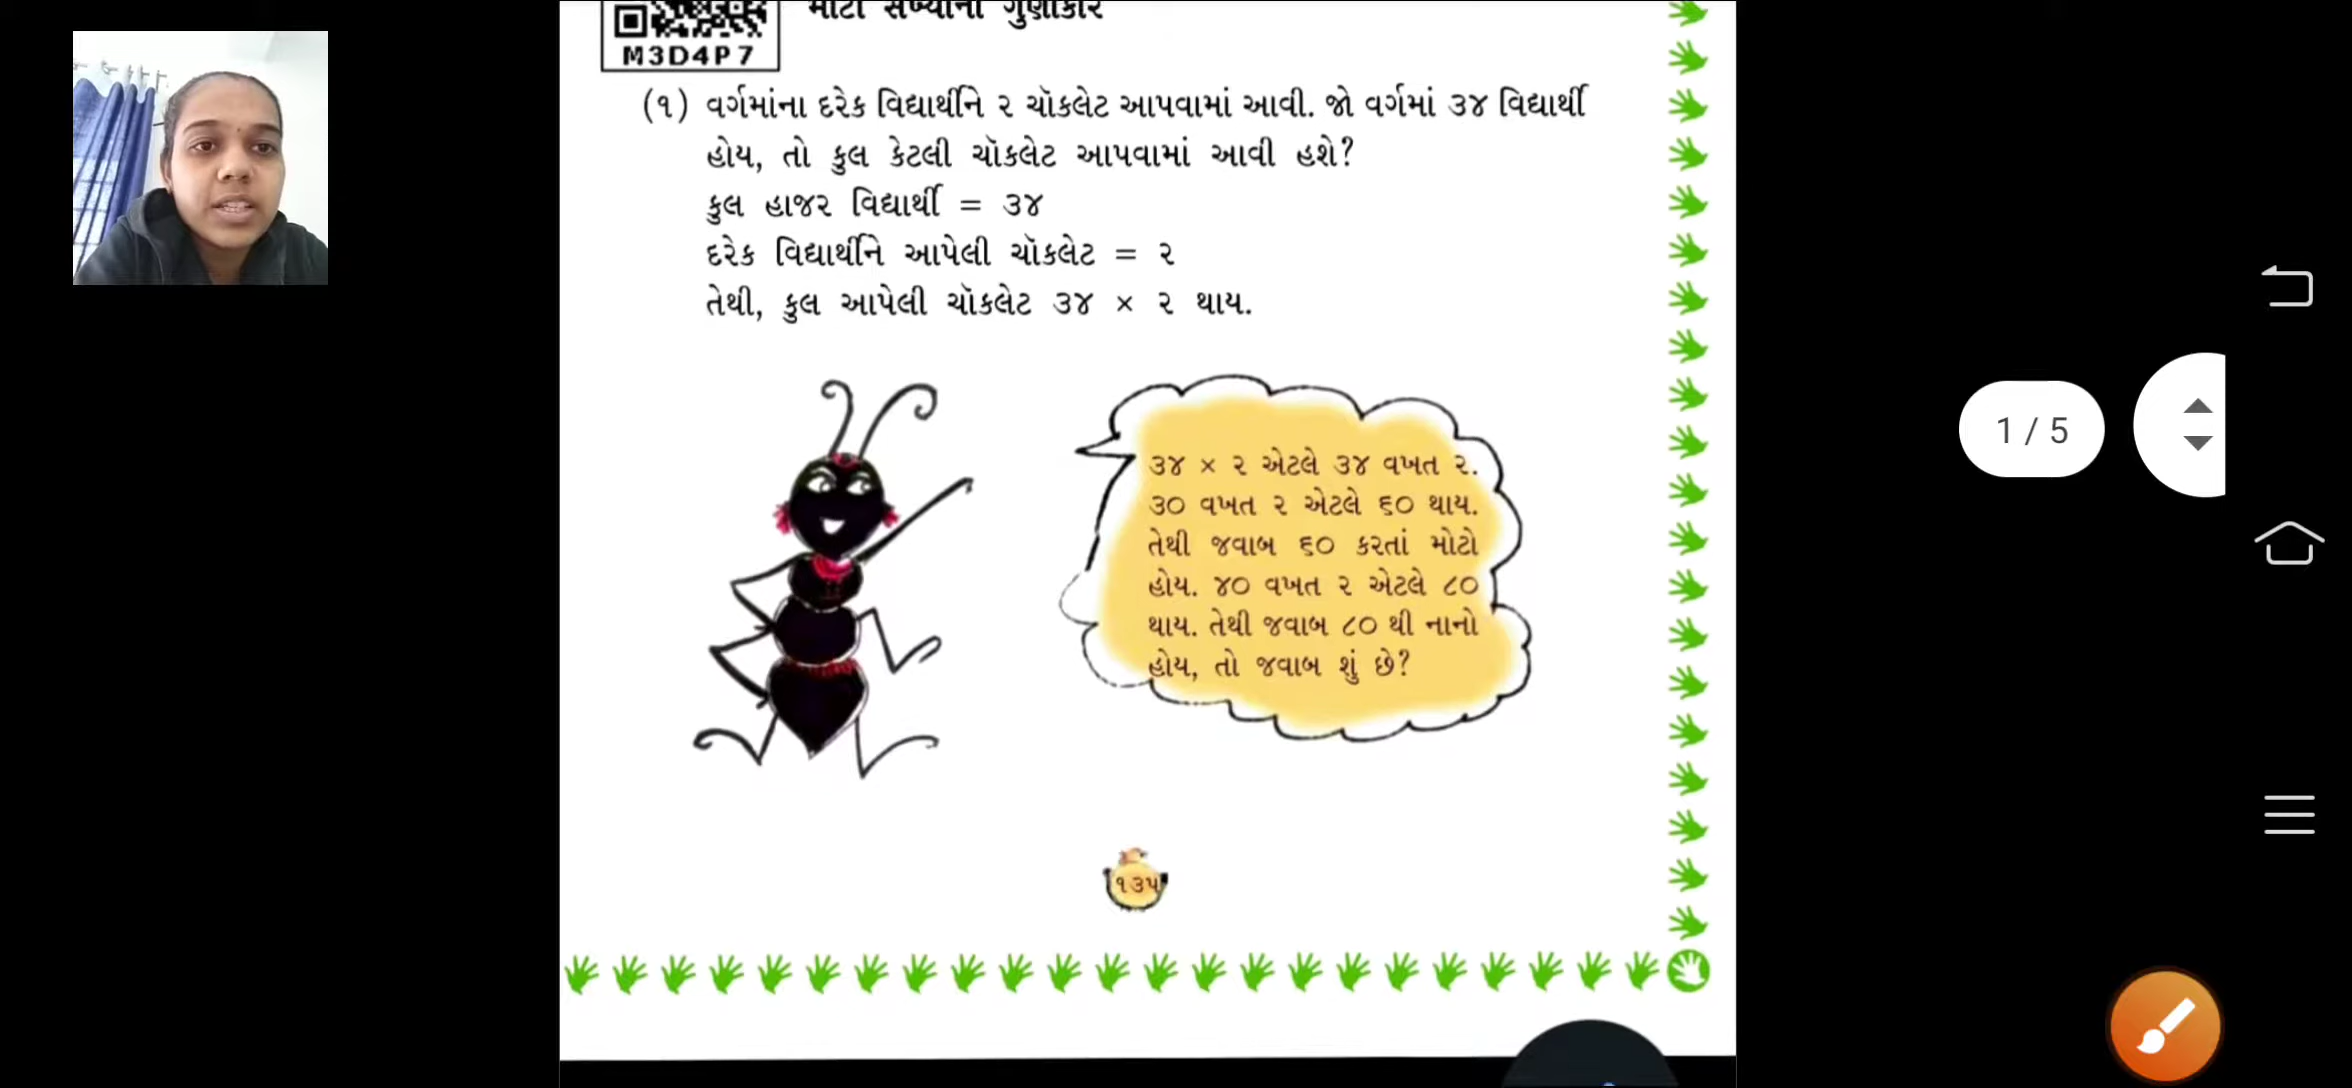 મોટી સંખ્યાના ગુણાકાર
M3D4P7
(૧) વર્ગમાંના દરેક વિદ્યાર્થીને ૨ ચૉકલેટ આપવામાં આવી. જો વર્ગમાં ૩૪ વિદ્યાર્થી
હોય, તો કુલ કેટલી ચૉકલેટ આપવામાં આવી હશે?
કુલ હાજર વિદ્યાર્થી = ૩૪
દરેક વિદ્યાર્થીને આપેલી ચૉકલેટ = ૨
તેથી, કુલ આપેલી ચૉકલેટ ૩૪ × ૨ થાય.
૩૪ × ૨ એટલે ૩૪ વખત ૨.
૩૦ વખત ૨ એટલે ૬૦ થાય.
તેથી જવાબ ૬૦ કરતાં મોટો
હોય. ૪૦ વખત ૨ એટલે ૮૦
થાય. તેથી જવાબ ૮૦ થી નાનો
હોય, તો જવાબ શું છે?
૧૩૫
1 / 5